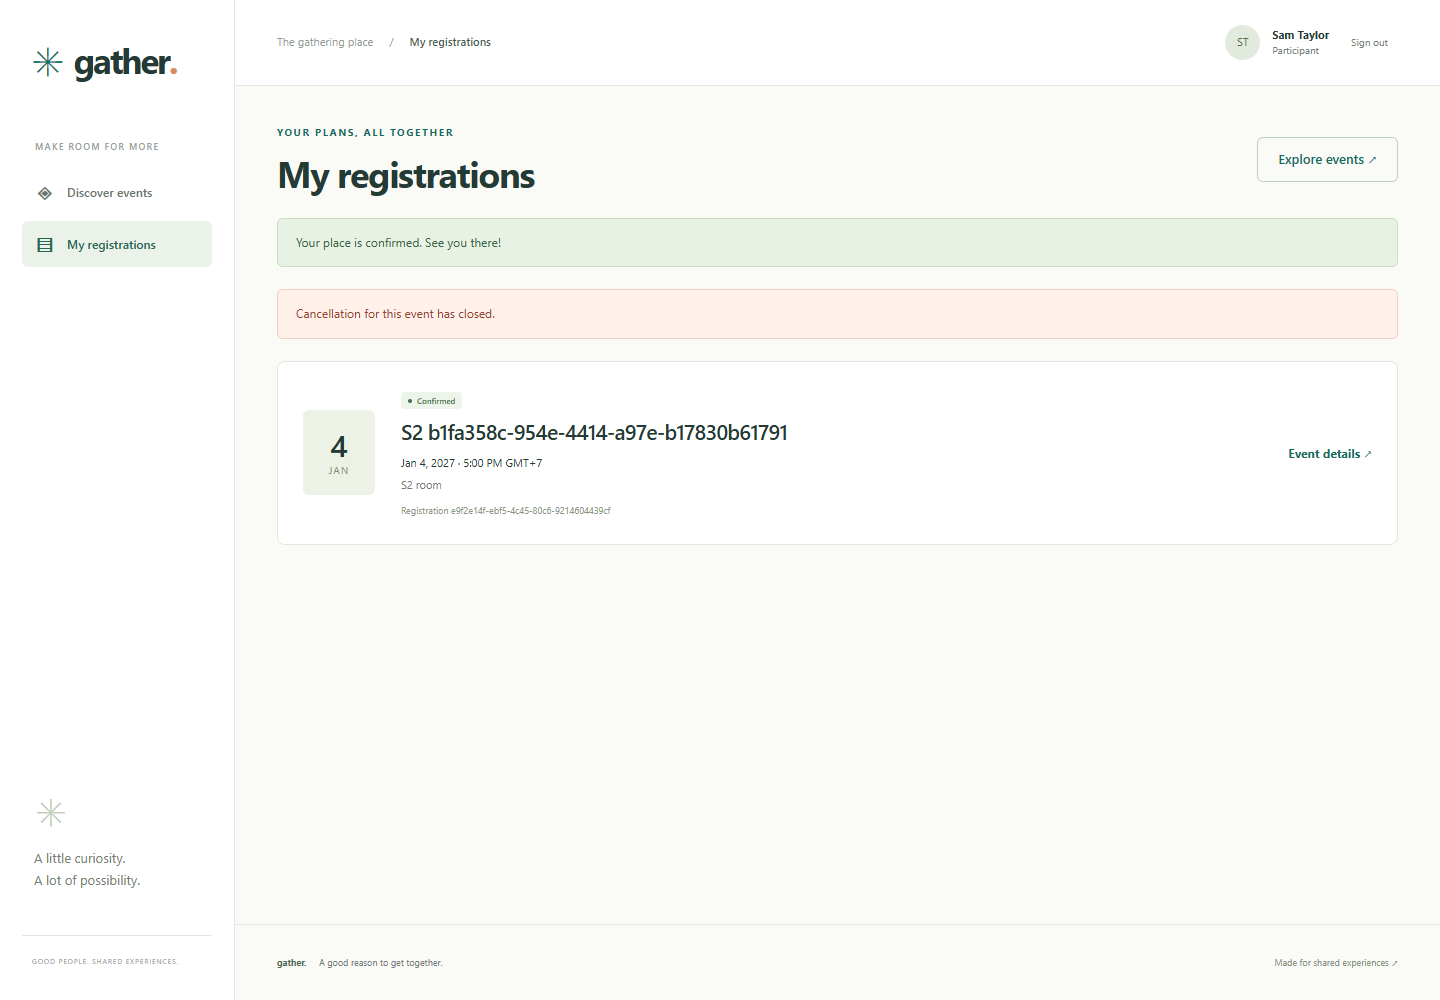 gather.
MAKE ROOM FOR MORE
Discover events
My registrations
A little curiosity.
A lot of possibility.
GOOD PEOPLE. SHARED EXPERIENCES.
The gathering place / My registrations
ST
Sam Taylor
Participant
Sign out
YOUR PLANS, ALL TOGETHER
My registrations
Explore events ↗
Your place is confirmed. See you there!
Cancellation for this event has closed.
4
JAN
Confirmed
S2 b1fa358c-954e-4414-a97e-b17830b61791
Jan 4, 2027 · 5:00 PM GMT+7
S2 room
Registration e9f2e14f-ebf5-4c45-80c6-9214604439cf
Event details ↗
gather. A good reason to get together.
Made for shared experiences ↗